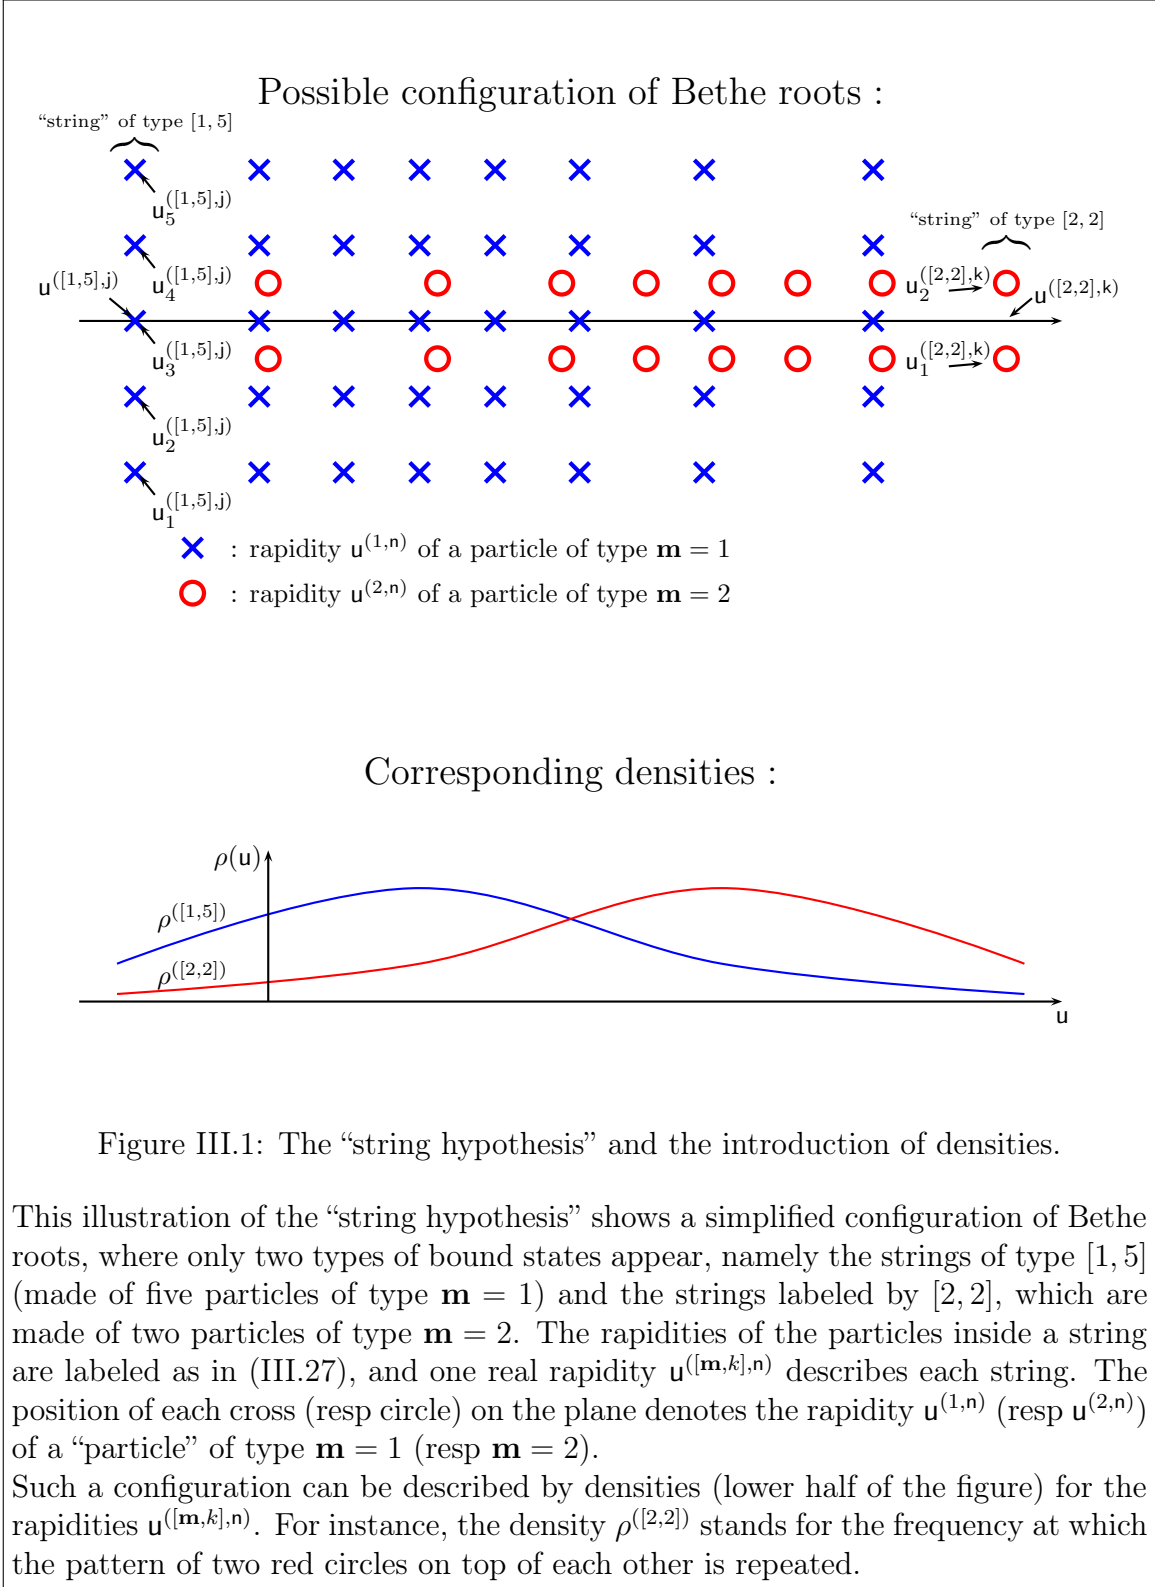 Possible configuration of Bethe roots :
“string” of type [1, 5]
u_5^([1,5],j)
“string” of type [2, 2]
u_4^([1,5],j)
u^([1,5],j)
u_2^([2,2],k)
u^([2,2],k)
u_3^([1,5],j)
u_1^([2,2],k)
u_2^([1,5],j)
u_1^([1,5],j)
: rapidity u^(1,n) of a particle of type m = 1
: rapidity u^(2,n) of a particle of type m = 2
Corresponding densities :
ρ(u)
ρ^([1,5])
ρ^([2,2])
u
Figure III.1: The “string hypothesis” and the introduction of densities.
This illustration of the “string hypothesis” shows a simplified configuration of Bethe
roots, where only two types of bound states appear, namely the strings of type [1, 5]
(made of five particles of type m = 1) and the strings labeled by [2, 2], which are
made of two particles of type m = 2. The rapidities of the particles inside a string
are labeled as in (III.27), and one real rapidity u^([m,k],n) describes each string. The
position of each cross (resp circle) on the plane denotes the rapidity u^(1,n) (resp u^(2,n))
of a “particle” of type m = 1 (resp m = 2).
Such a configuration can be described by densities (lower half of the figure) for the
rapidities u^([m,k],n). For instance, the density ρ^([2,2]) stands for the frequency at which
the pattern of two red circles on top of each other is repeated.